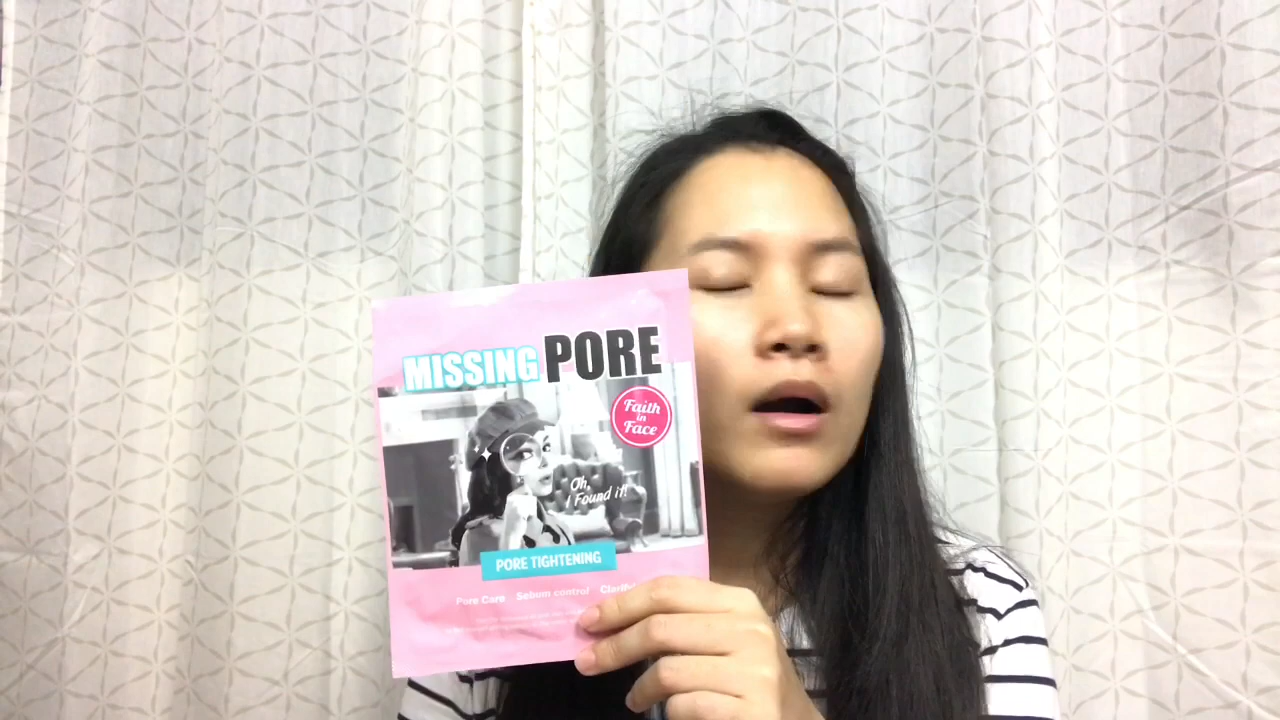 MISSING PORE
Faith
in
Face
Oh,
I Found it!
PORE TIGHTENING
Pore Care Sebum control